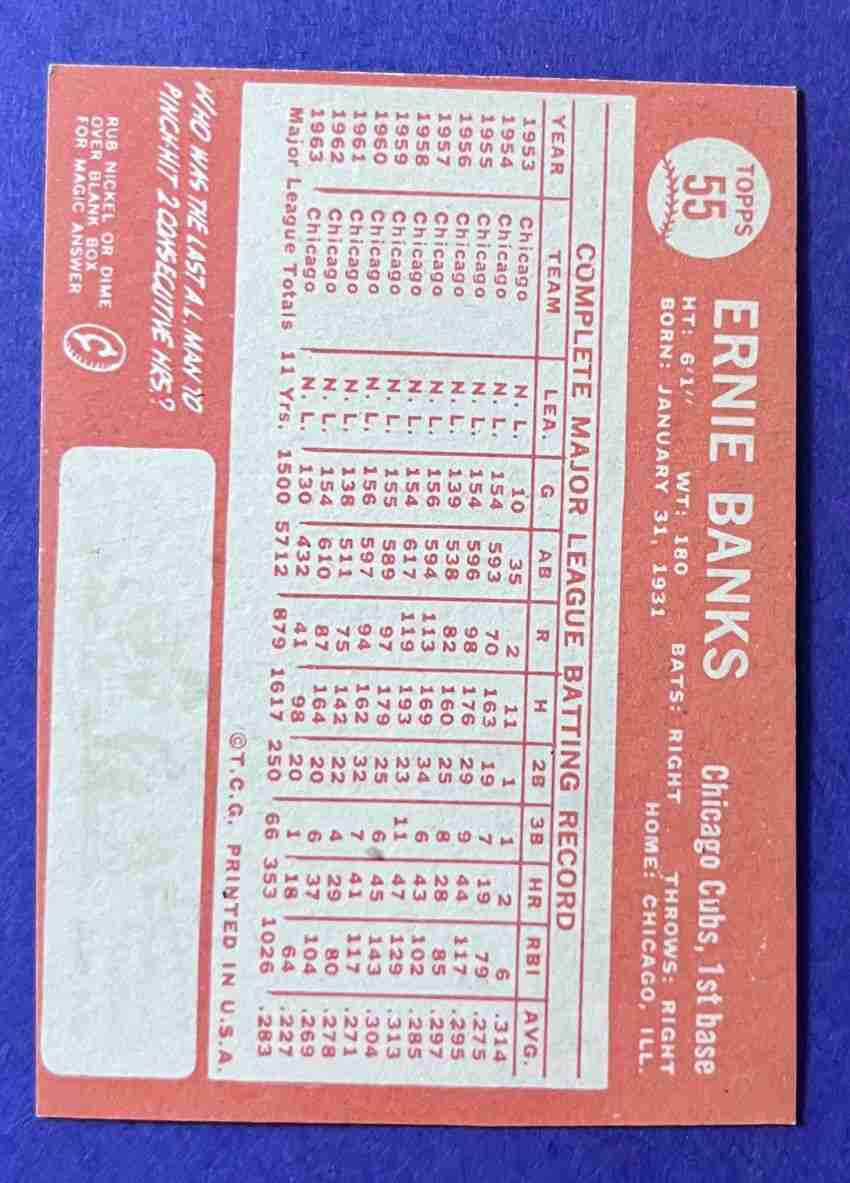 TOPPS
55
ERNIE BANKS Chicago Cubs, 1st base
HT: 6'1" WT: 180 BATS: RIGHT THROWS: RIGHT
BORN: JANUARY 31, 1931 HOME: CHICAGO, ILL.
COMPLETE MAJOR LEAGUE BATTING RECORD
YEAR TEAM LEA. G AB R H 2B 3B HR RBI AVG.
1953 Chicago N. L. 10 35 2 11 1 1 2 6 .314
1954 Chicago N. L. 154 593 70 163 19 7 19 79 .275
1955 Chicago N. L. 154 596 98 176 29 9 44 117 .295
1956 Chicago N. L. 139 538 82 160 25 8 28 85 .297
1957 Chicago N. L. 156 594 113 169 34 6 43 102 .285
1958 Chicago N. L. 154 617 119 193 23 11 47 129 .313
1959 Chicago N. L. 155 589 97 179 25 6 45 143 .304
1960 Chicago N. L. 156 597 94 162 32 7 41 117 .271
1961 Chicago N. L. 138 511 75 142 22 4 29 80 .278
1962 Chicago N. L. 154 610 87 164 20 6 37 104 .269
1963 Chicago N. L. 130 432 41 98 20 1 18 64 .227
Major League Totals 11 Yrs. 1500 5712 879 1617 250 66 353 1026 .283
©T.C.G. PRINTED IN U.S.A.
WHO WAS THE LAST A.L. MAN TO
PINCH-HIT 2 CONSECUTIVE HRS?
RUB NICKEL OR DIME
OVER BLANK BOX
FOR MAGIC ANSWER
C